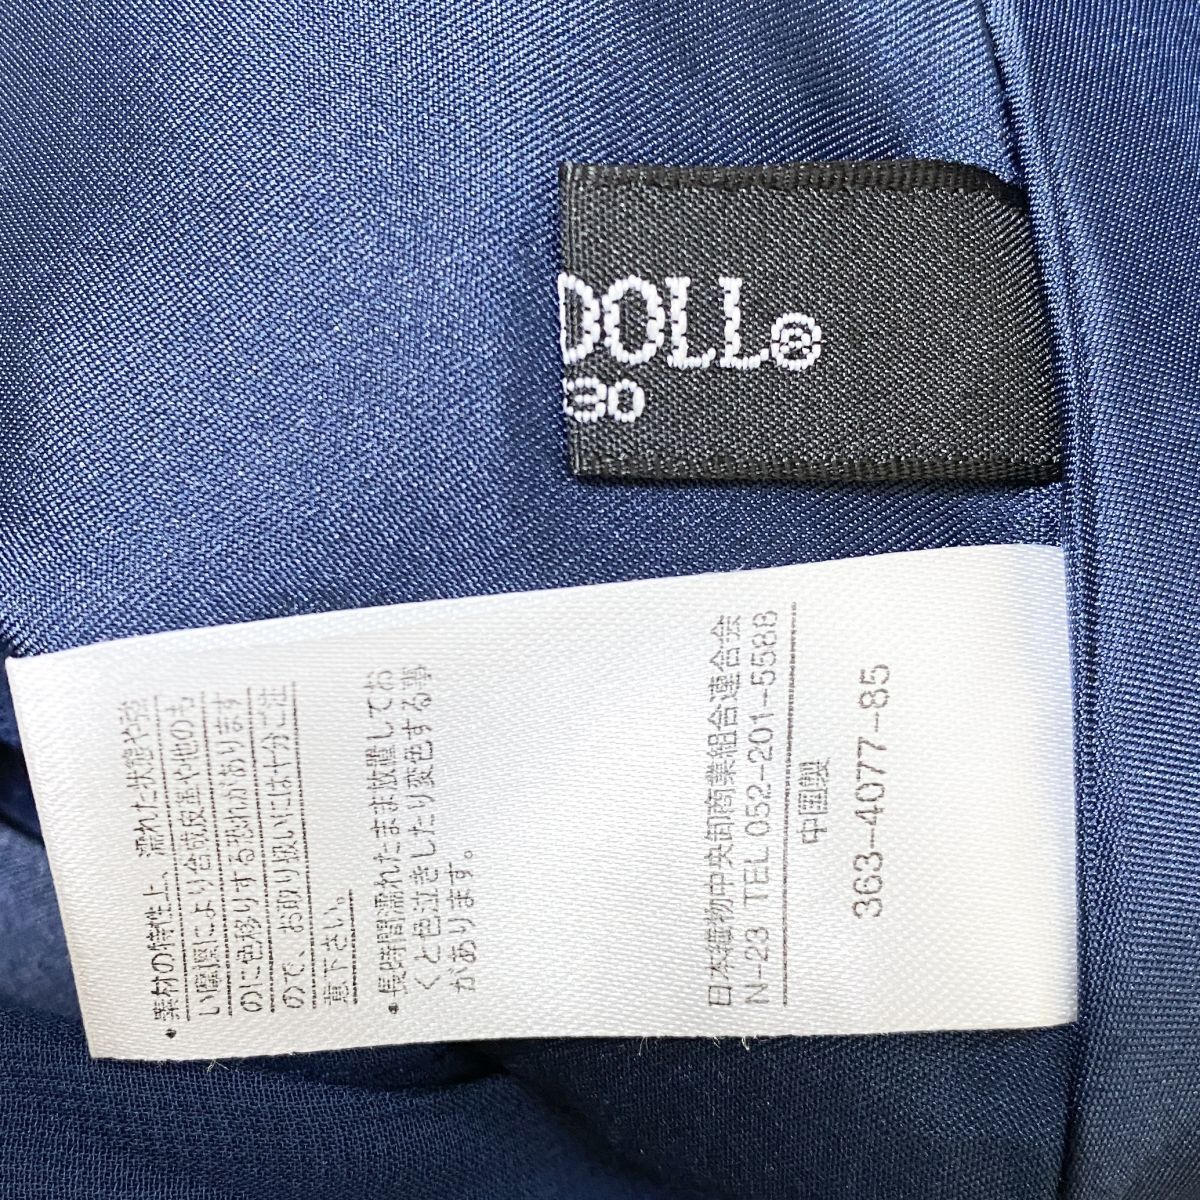 DOLL®
・素材の特性上、濡れた状態や強
い摩擦により合成皮革や他のも
のに色移りする恐れがあります
ので、お取り扱いには十分ご注
意下さい。
・長時間濡れたまま放置してお
くと色泣きしたり変色する事
があります。
日本織物中央卸商業組合連合会
N-23 TEL 052-201-5588
中国製
363-4077-85